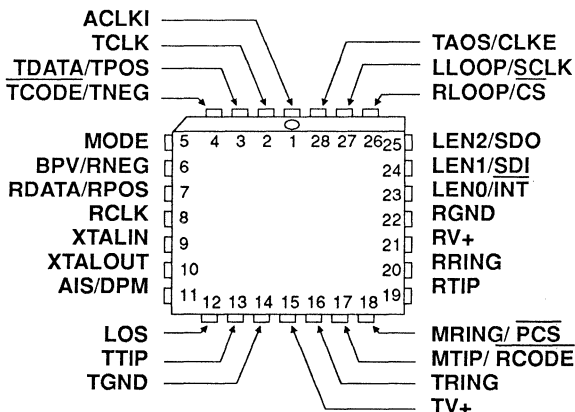 ACLKI
TCLK
TDATA/TPOS
TCODE/TNEG
TAOS/CLKE
LLOOP/SCLK
RLOOP/CS
4 3 2 1 28 27 26
MODE 5 25 LEN2/SDO
BPV/RNEG 6 24 LEN1/SDI
RDATA/RPOS 7 23 LEN0/INT
RCLK 8 22 RGND
XTALIN 9 21 RV+
XTALOUT 10 20 RRING
AIS/DPM 11 19 RTIP
12 13 14 15 16 17 18
LOS
TTIP
TGND
MRING/ PCS
MTIP/ RCODE
TRING
TV+